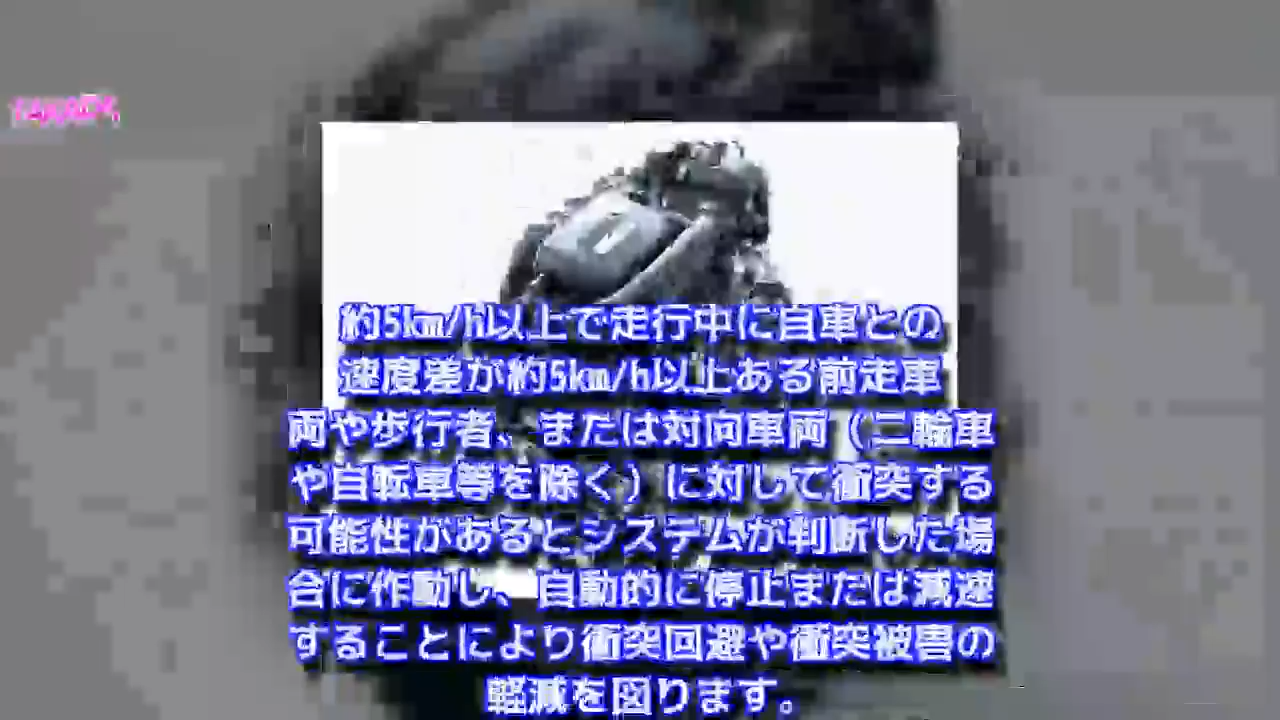 約5km/h以上で走行中に自車との
速度差が約5km/h以上ある前走車
両や歩行者、または対向車両（二輪車
や自転車等を除く）に対して衝突する
可能性があるとシステムが判断した場
合に作動し、自動的に停止または減速
することにより衝突回避や衝突被害の
軽減を図ります。